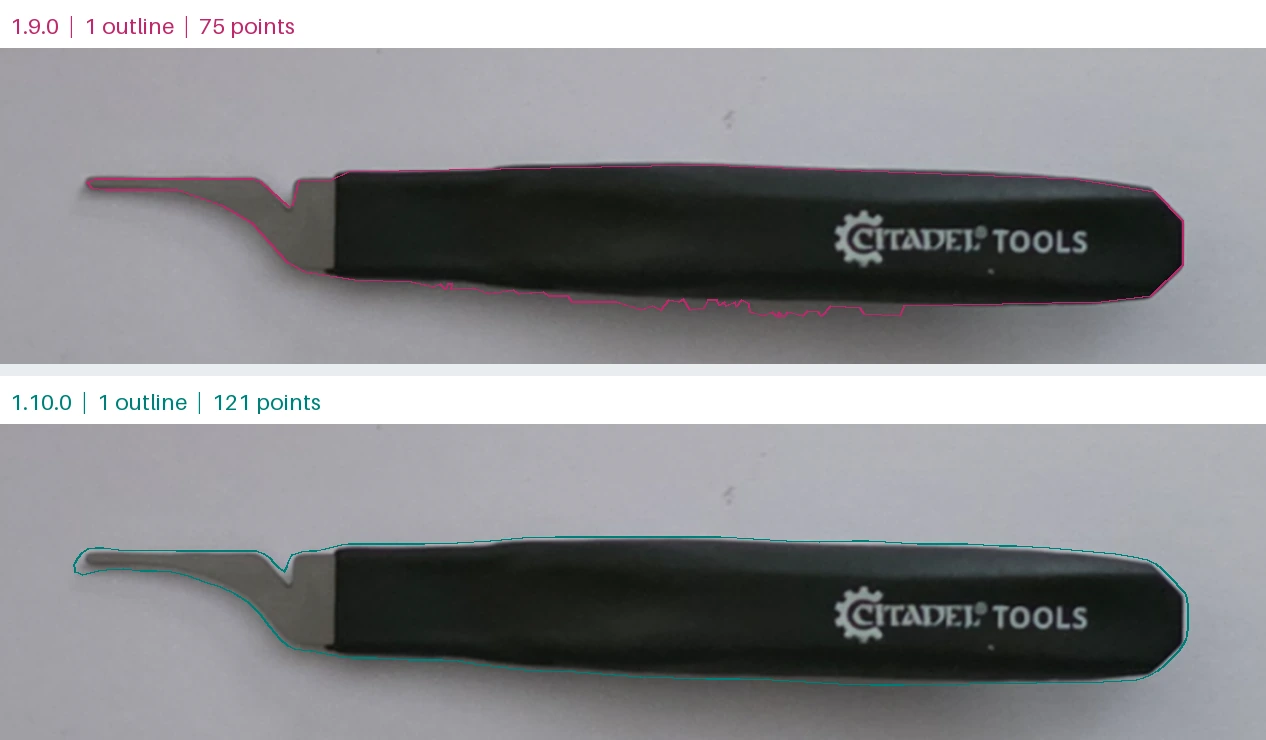 1.9.0 | 1 outline | 75 points
CITADEL® TOOLS
1.10.0 | 1 outline | 121 points
CITADEL® TOOLS